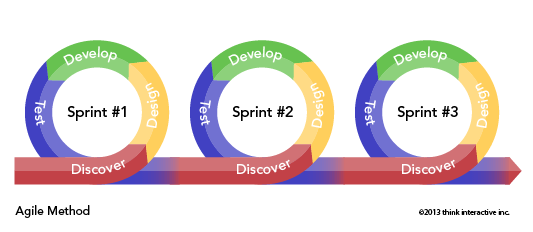 Develop
Test
Sprint #1
Design
Discover
Develop
Test
Sprint #2
Design
Discover
Develop
Test
Sprint #3
Design
Discover
Agile Method
©2013 think interactive inc.